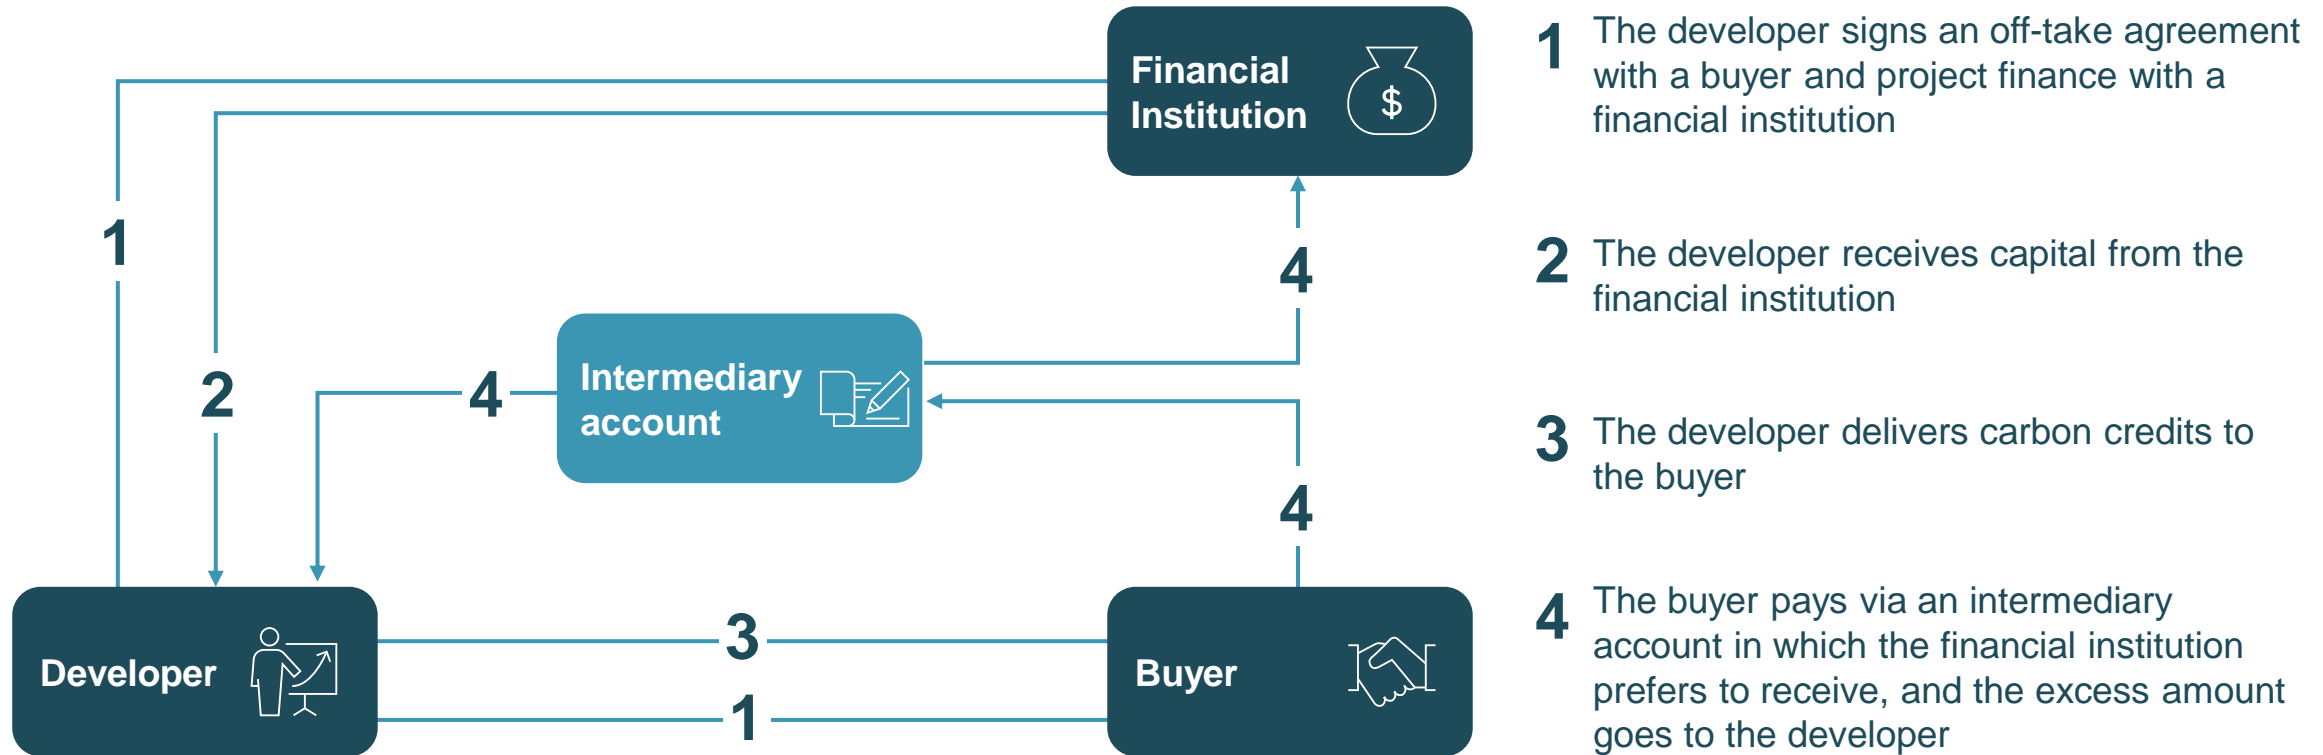 Financial
Institution
$
1
2
4
Intermediary
account
4
4
Developer
3
1
Buyer
1
The developer signs an off-take agreement
with a buyer and project finance with a
financial institution
2
The developer receives capital from the
financial institution
3
The developer delivers carbon credits to
the buyer
4
The buyer pays via an intermediary
account in which the financial institution
prefers to receive, and the excess amount
goes to the developer